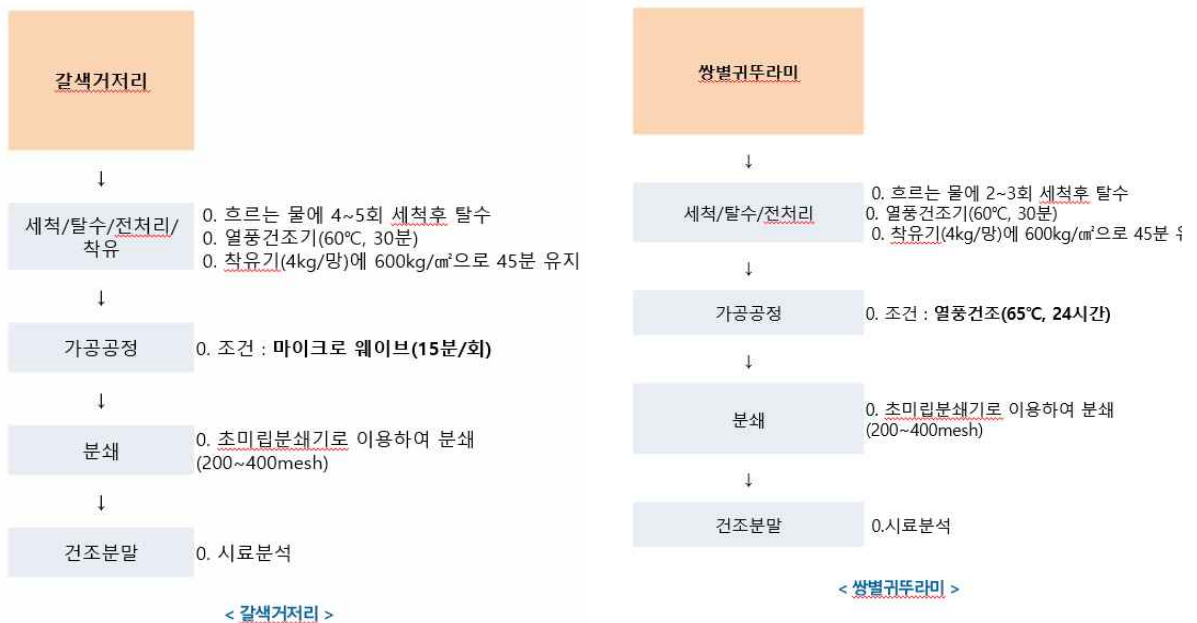 갈색거저리
↓
세척/탈수/전처리/
착유
0. 흐르는 물에 4~5회 세척후 탈수
0. 열풍건조기(60℃, 30분)
0. 착유기(4kg/망)에 600kg/㎠으로 45분 유지
↓
가공공정
0. 조건 : 마이크로 웨이브(15분/회)
↓
분쇄
0. 초미립분쇄기로 이용하여 분쇄
(200~400mesh)
↓
건조분말
0. 시료분석
< 갈색거저리 >
쌍별귀뚜라미
↓
세척/탈수/전처리
0. 흐르는 물에 2~3회 세척후 탈수
0. 열풍건조기(60℃, 30분)
0. 착유기(4kg/망)에 600kg/㎠으로 45분
↓
가공공정
0. 조건 : 열풍건조(65℃, 24시간)
↓
분쇄
0. 초미립분쇄기로 이용하여 분쇄
(200~400mesh)
↓
건조분말
0.시료분석
< 쌍별귀뚜라미 >